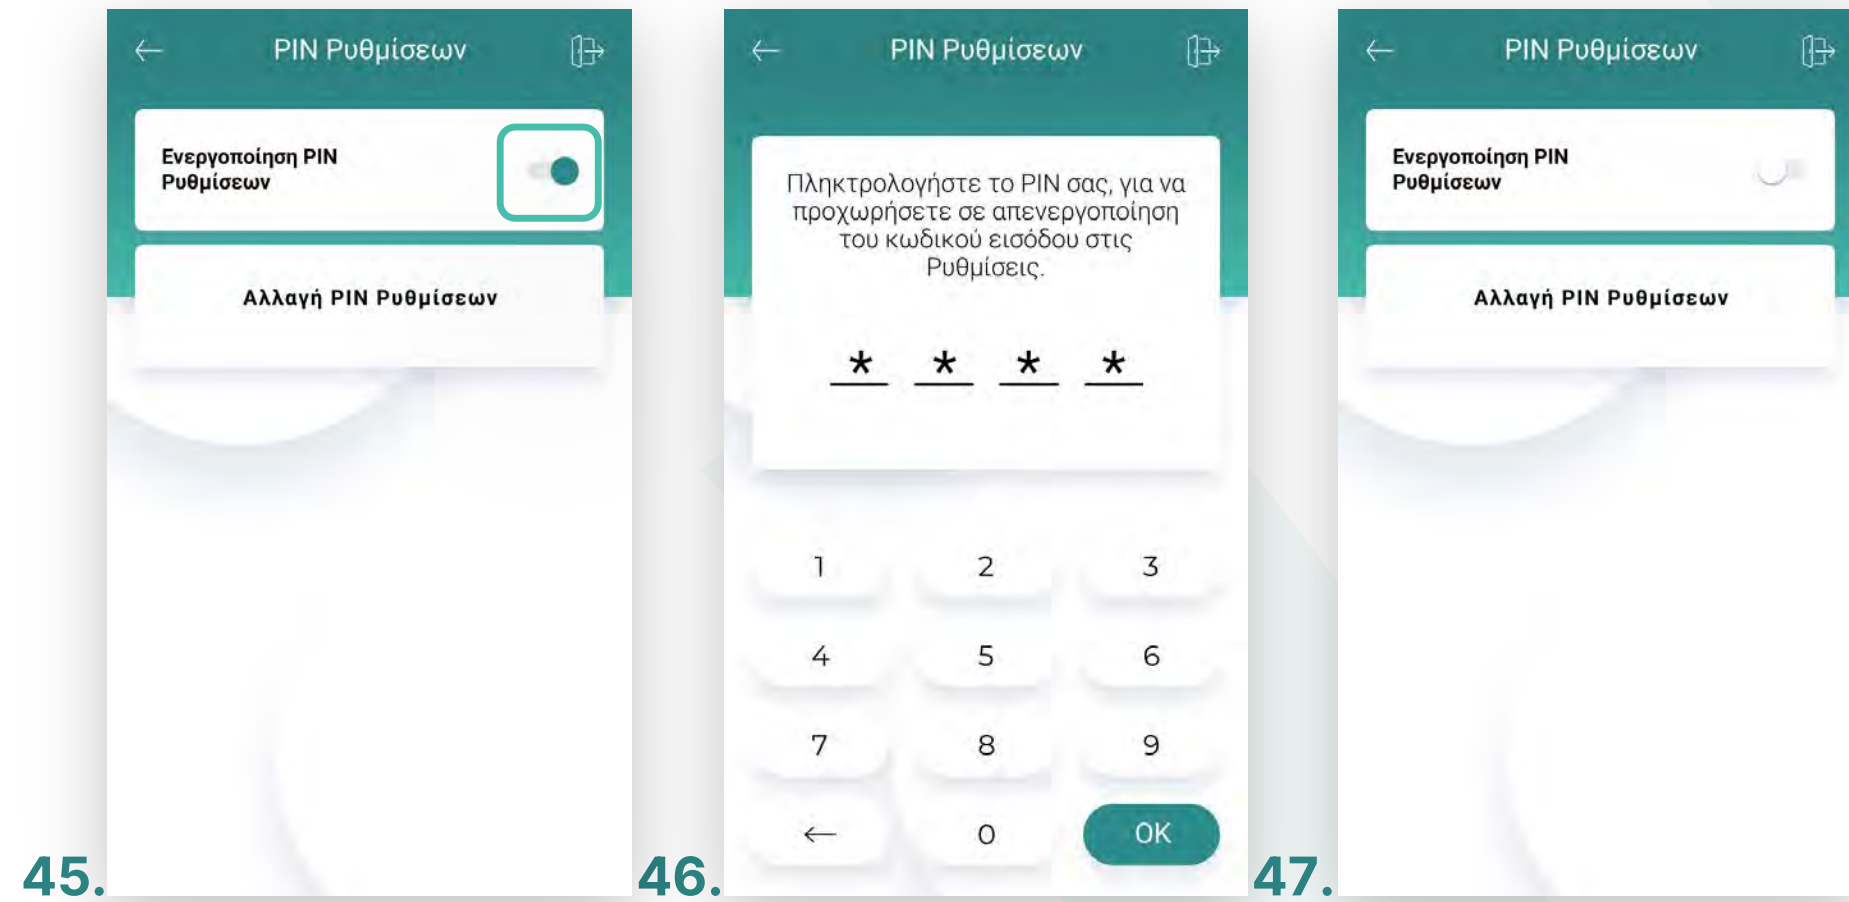 PIN Ρυθμίσεων
Ενεργοποίηση PIN
Ρυθμίσεων
Αλλαγή PIN Ρυθμίσεων
45.
PIN Ρυθμίσεων
Πληκτρολογήστε το PIN σας, για να
προχωρήσετε σε απενεργοποίηση
του κωδικού εισόδου στις
Ρυθμίσεις.
* * * *
1 2 3
4 5 6
7 8 9
← 0 OK
46.
PIN Ρυθμίσεων
Ενεργοποίηση PIN
Ρυθμίσεων
Αλλαγή PIN Ρυθμίσεων
47.